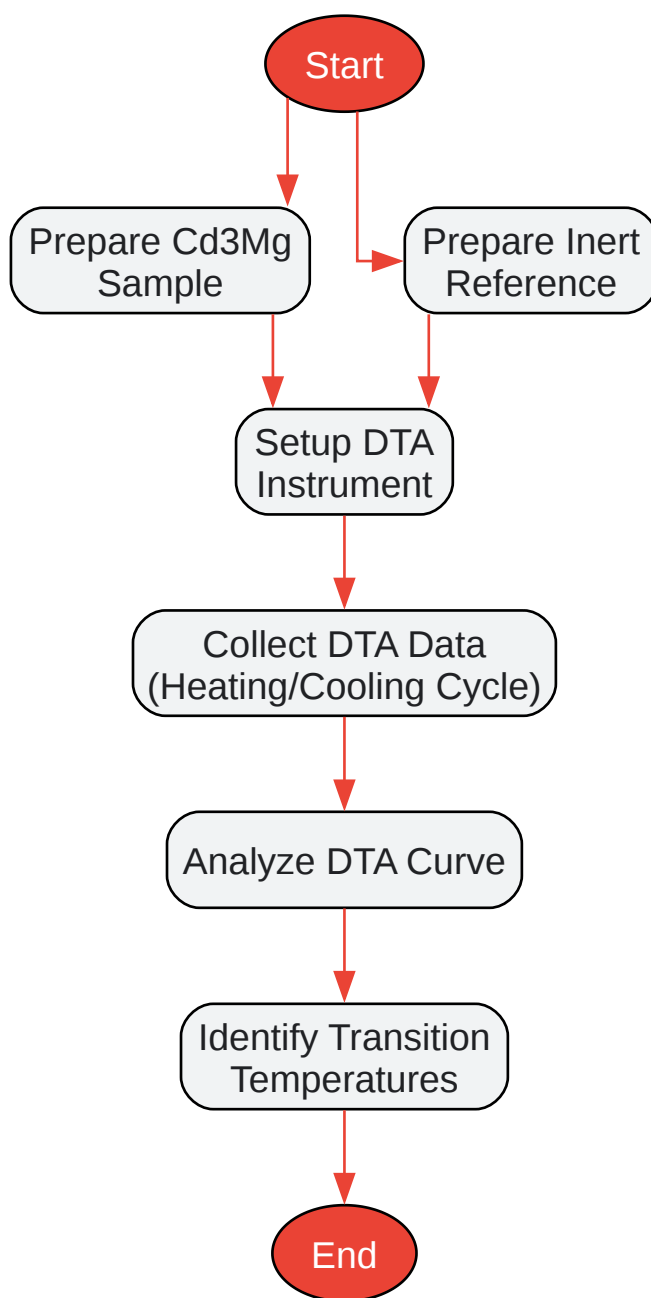 Start
Prepare Cd3Mg
Sample
Prepare Inert
Reference
Setup DTA
Instrument
Collect DTA Data
(Heating/Cooling Cycle)
Analyze DTA Curve
Identify Transition
Temperatures
End